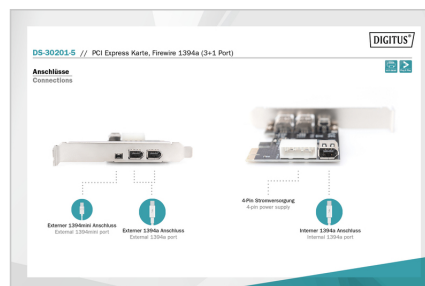 DIGITUS®
DS-30201-5 // PCI Express Karte, Firewire 1394a (3+1 Port)
Anschlüsse
Connections
Externer 1394mini Anschluss
External 1394mini port
Externer 1394a Anschluss
External 1394a port
4-Pin Stromversorgung
4-pin power supply
Interner 1394a Anschluss
Internal 1394a port